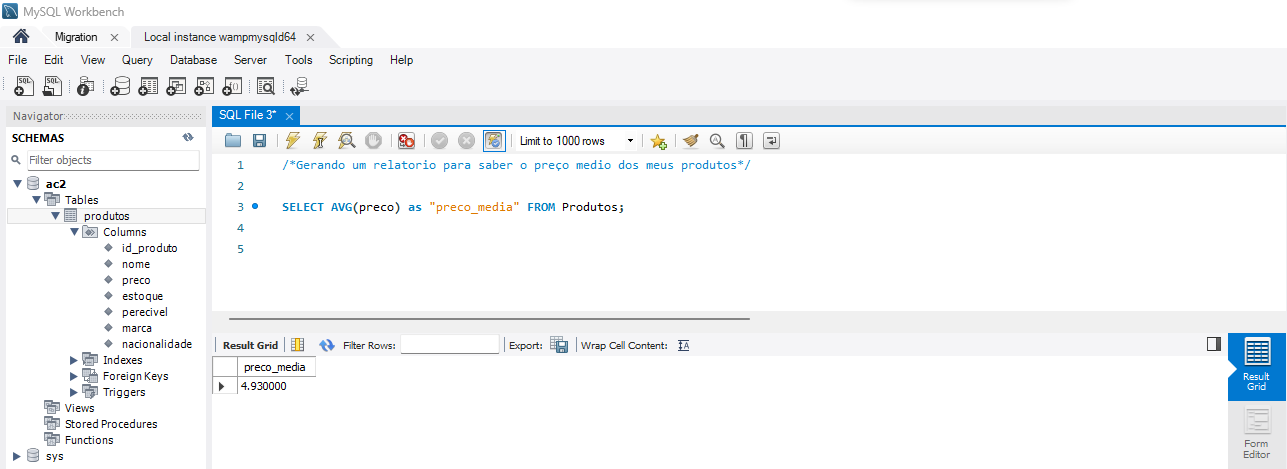 MySQL Workbench
Migration
Local instance wampmysqld64
File Edit View Query Database Server Tools Scripting Help
Navigator
SCHEMAS
Filter objects
ac2
Tables
produtos
Columns
id_produto
nome
preco
estoque
perecivel
marca
nacionalidade
Indexes
Foreign Keys
Triggers
Views
Stored Procedures
Functions
sys
SQL File 3*
Limit to 1000 rows
1 /*Gerando um relatorio para saber o preço medio dos meus produtos*/
2
3 SELECT AVG(preco) as "preco_media" FROM Produtos;
4
5
Result Grid Filter Rows: Export: Wrap Cell Content:
preco_media
4.930000
Result
Grid
Form
Editor